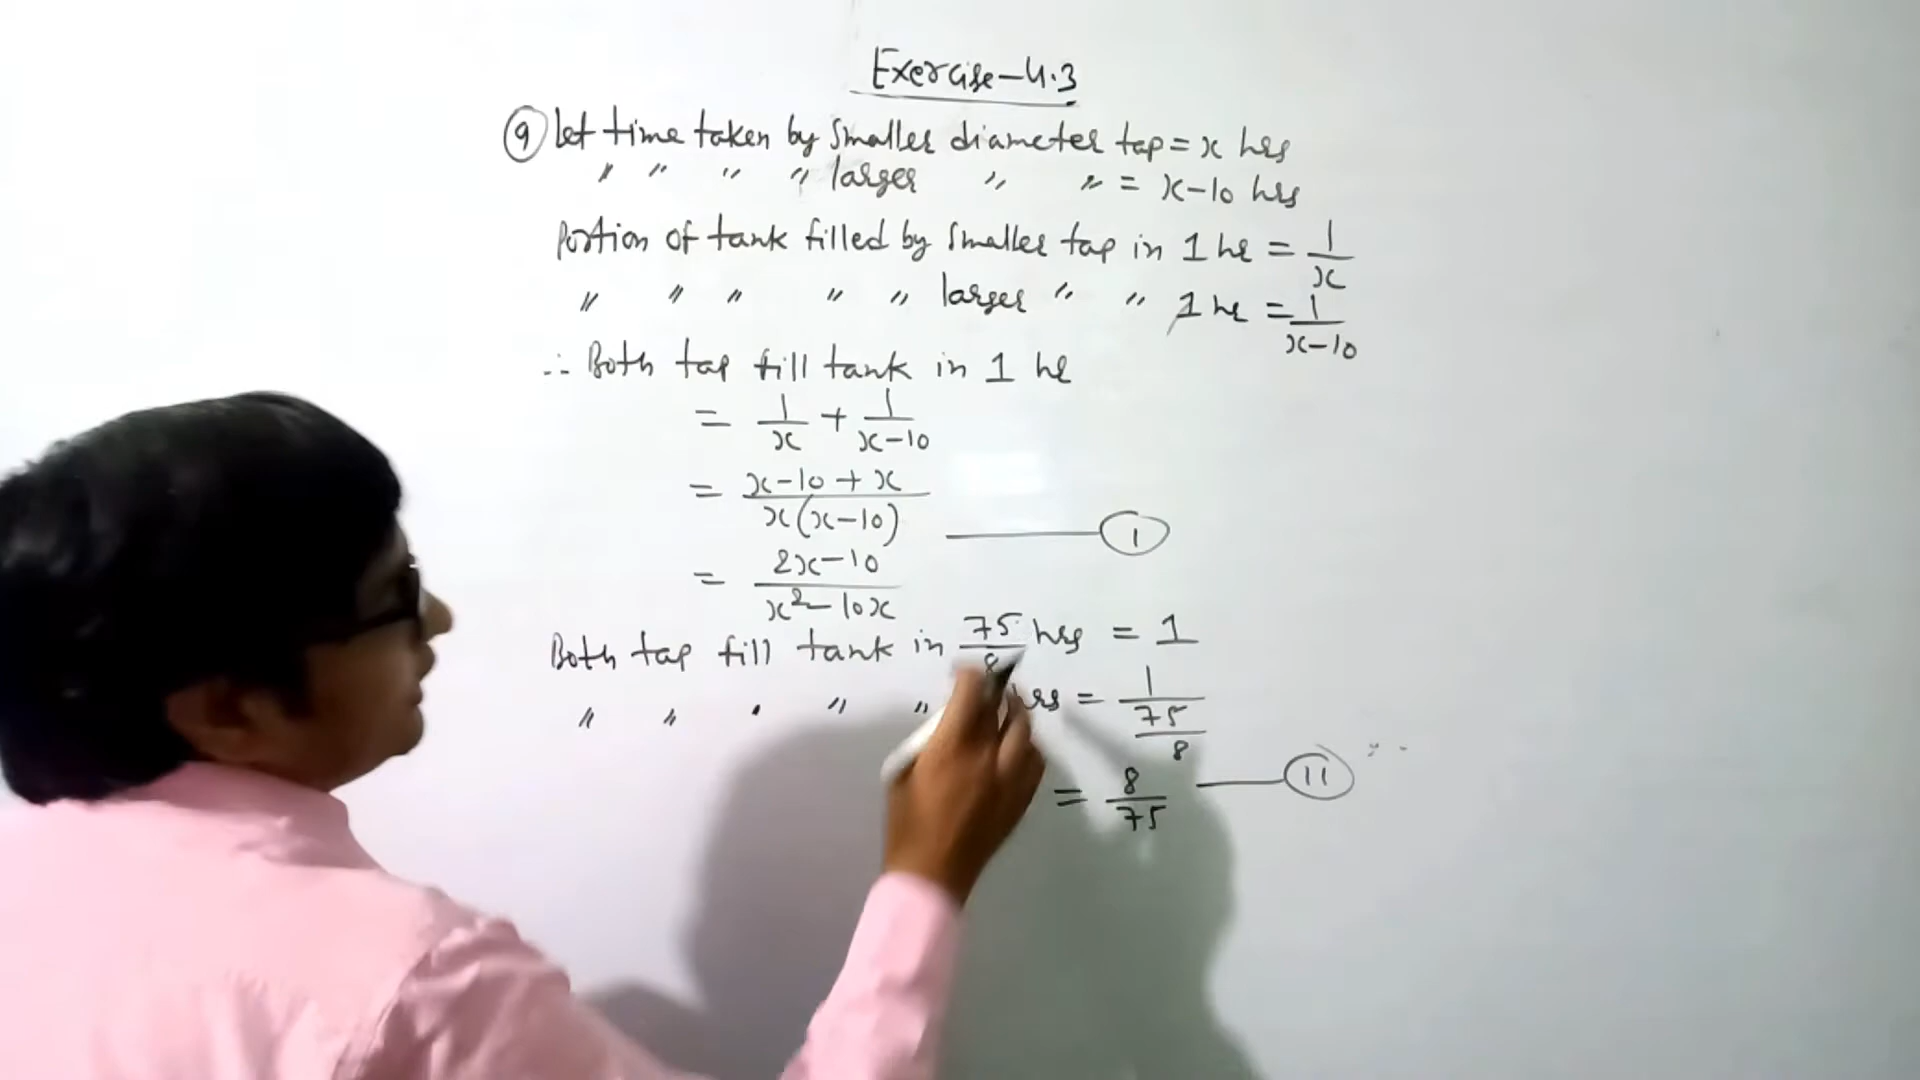 Exercise-4.3
9 Let time taken by smaller diameter tap = x hrs
" " " " larger " " = x-10 hrs
Portion of tank filled by smaller tap in 1 hr = 1/x
" " " " " larger " " 1 hr = 1/x-10
∴ Both tap fill tank in 1 hr
= 1/x + 1/x-10
= x-10+x / x(x-10)
I
= 2x-10 / x²-10x
Both tap fill tank in 75/8 hrs = 1
" " " " " hrs = 1 / 75/8
= 8/75 II